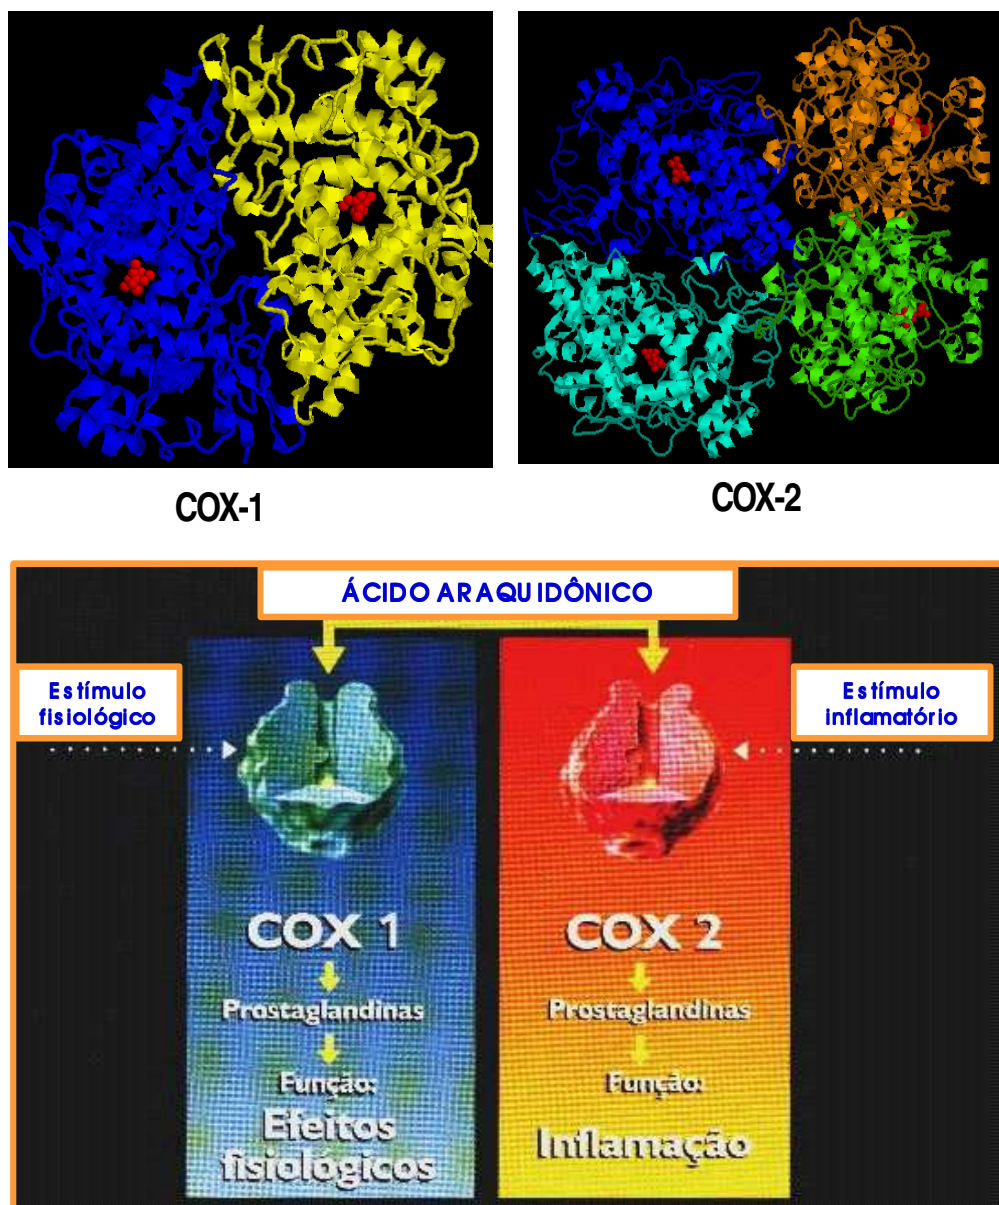 COX-1
COX-2
ÁCIDO ARAQUIDÔNICO
Estímulo
fisiológico
Estímulo
inflamatório
COX 1
Prostaglandinas
Função:
Efeitos
fisiológicos
COX 2
Prostaglandinas
Função:
Inflamação